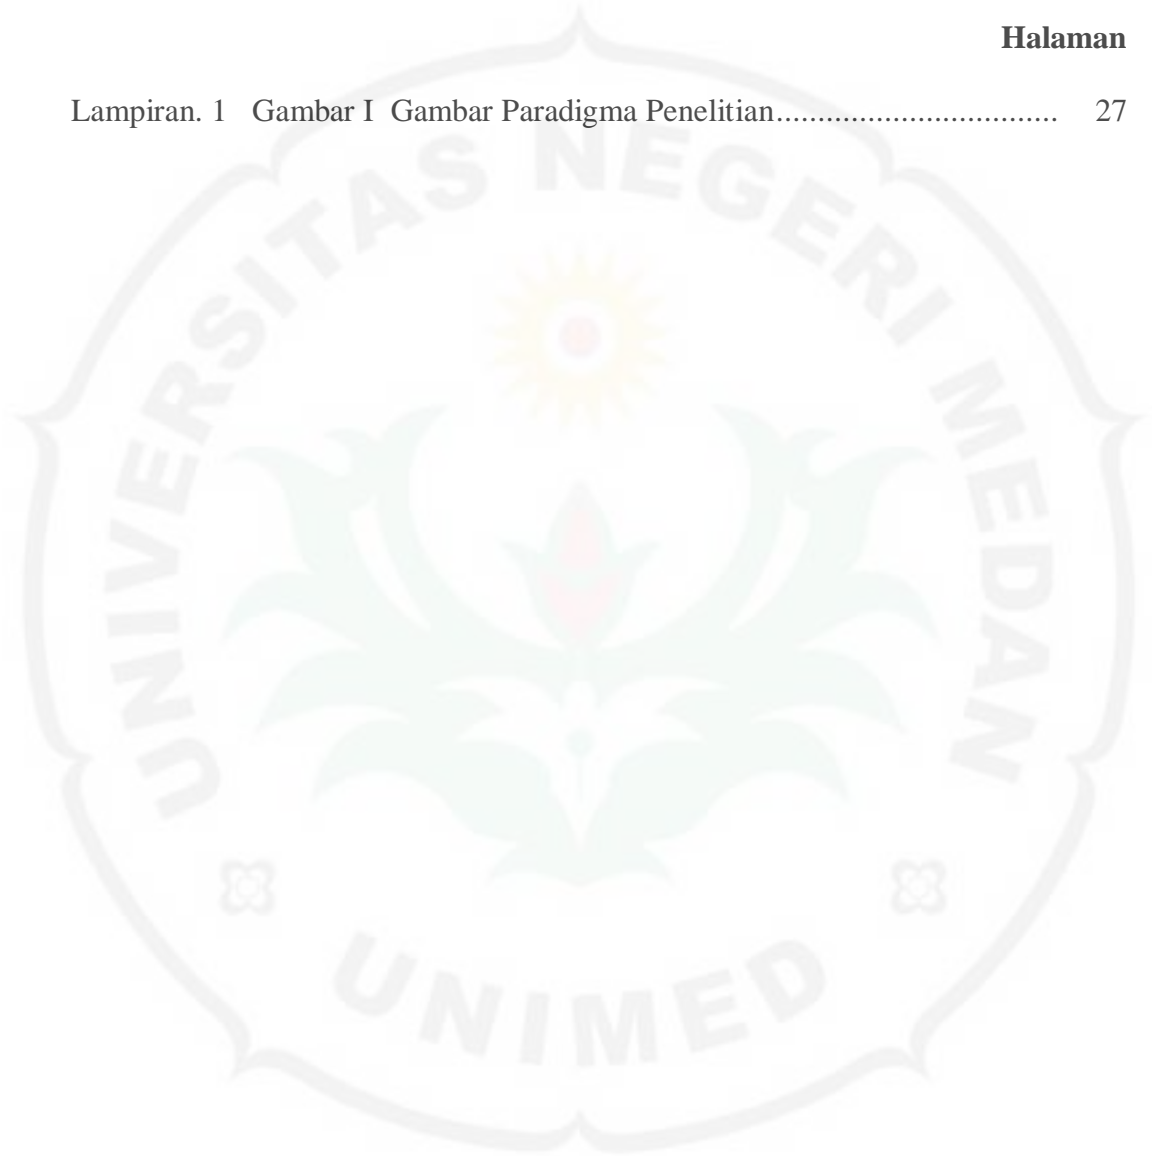 Halaman
Lampiran. 1 Gambar I Gambar Paradigma Penelitian.................................. 27
UNIVERSITAS NEGERI MEDAN
UNIMED